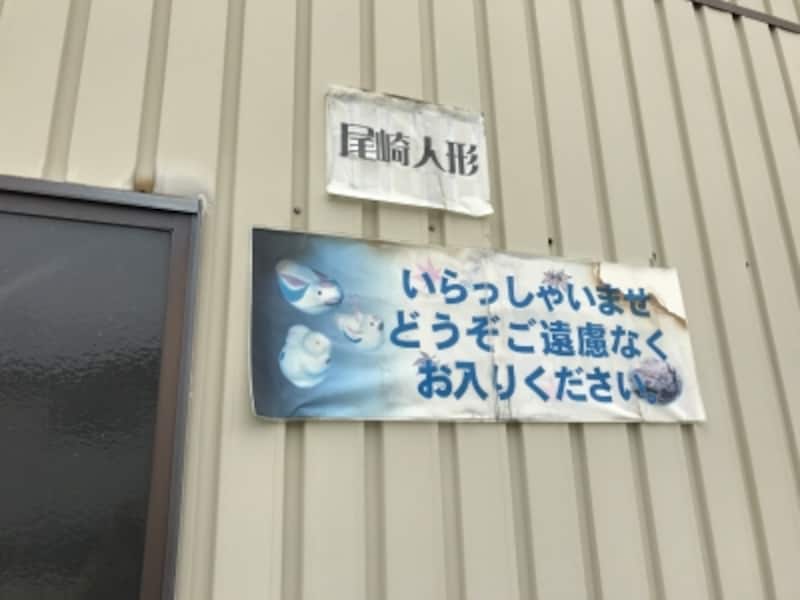 尾崎人形
いらっしゃいませ
どうぞご遠慮なく
お入りください。